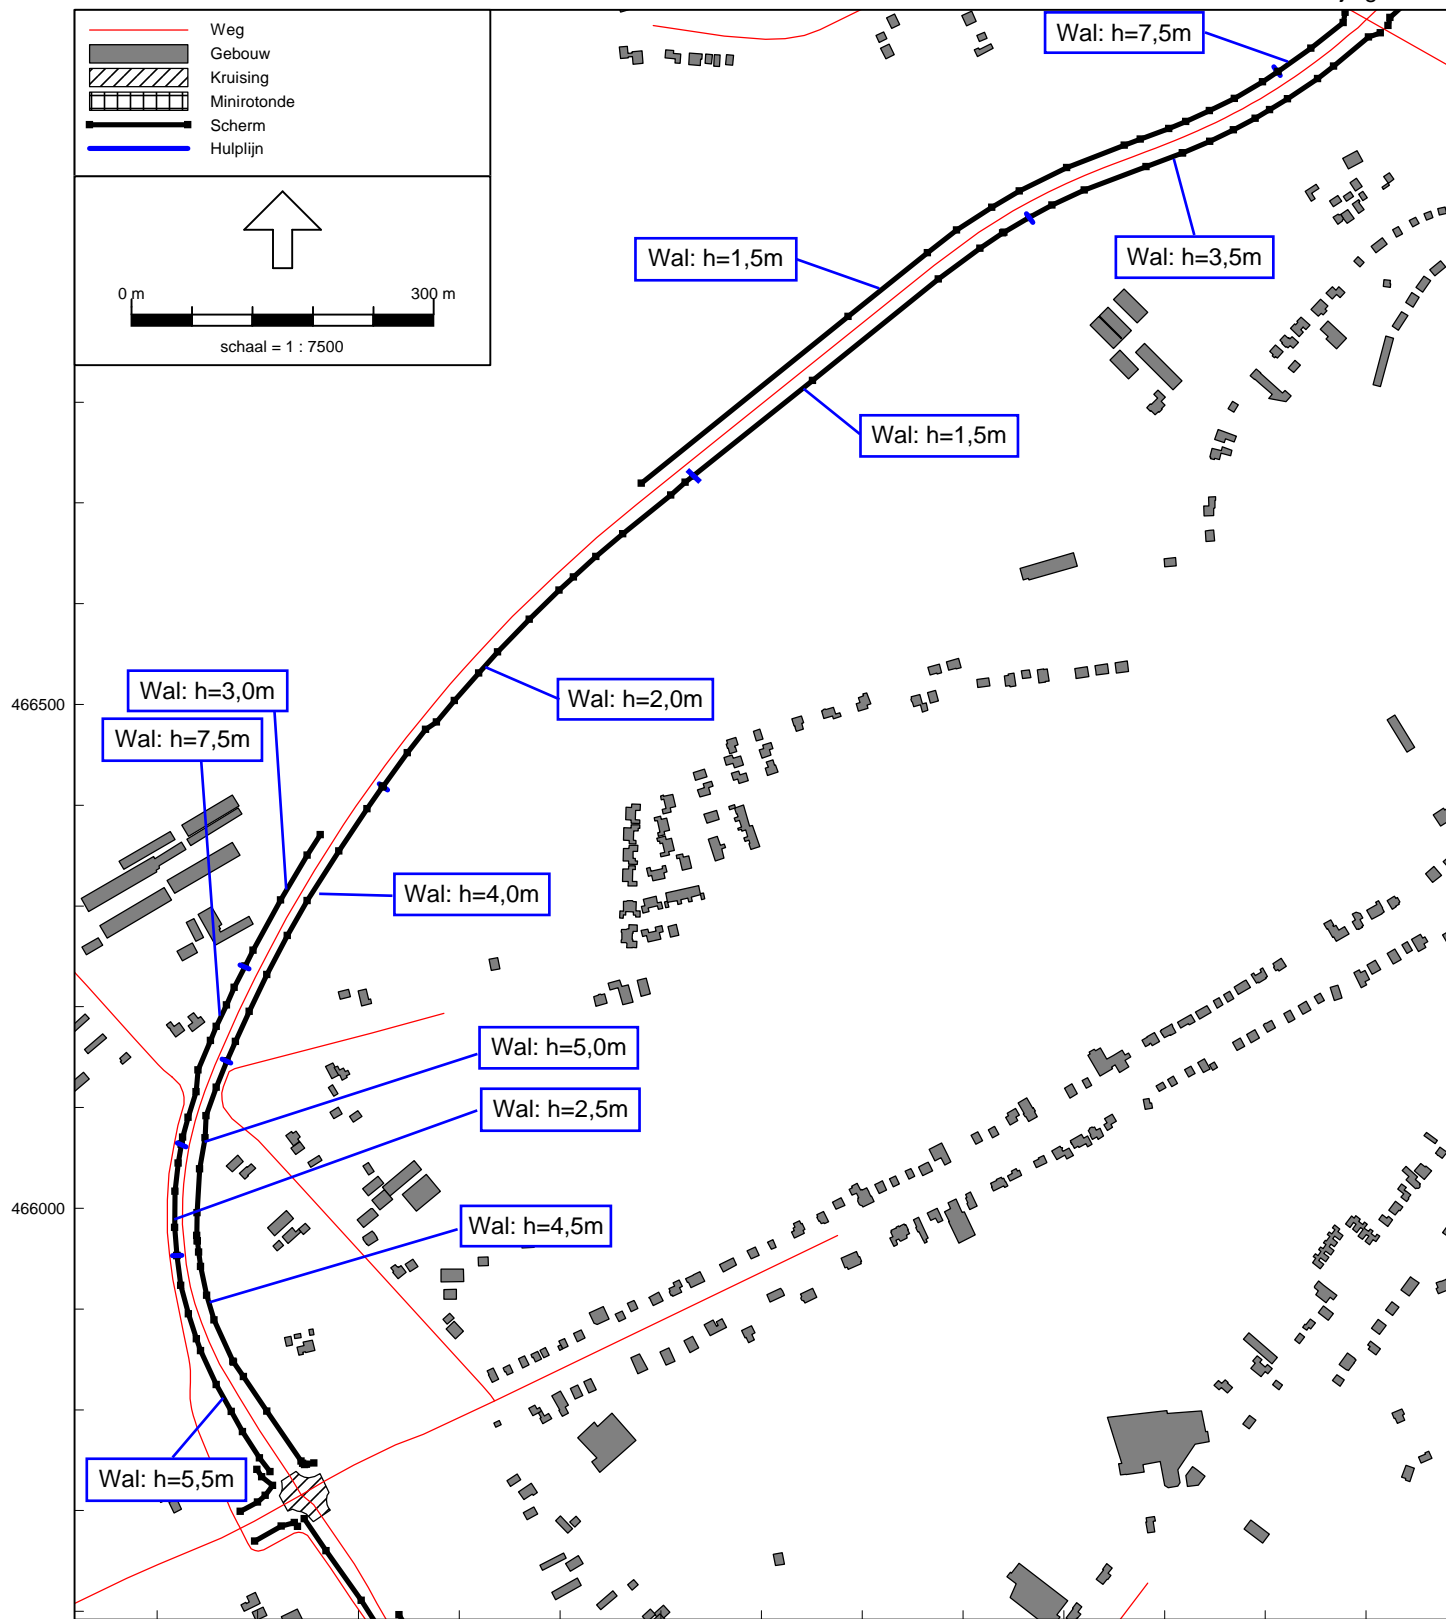 Weg
Gebouw
Kruising
Minirotonde
Scherm
Hulplijn
0 m
300 m
schaal = 1 : 7500
Wal: h=7,5m
Wal: h=1,5m
Wal: h=3,5m
Wal: h=1,5m
Wal: h=3,0m
Wal: h=2,0m
466500
Wal: h=7,5m
Wal: h=4,0m
Wal: h=5,0m
Wal: h=2,5m
466000
Wal: h=4,5m
Wal: h=5,5m